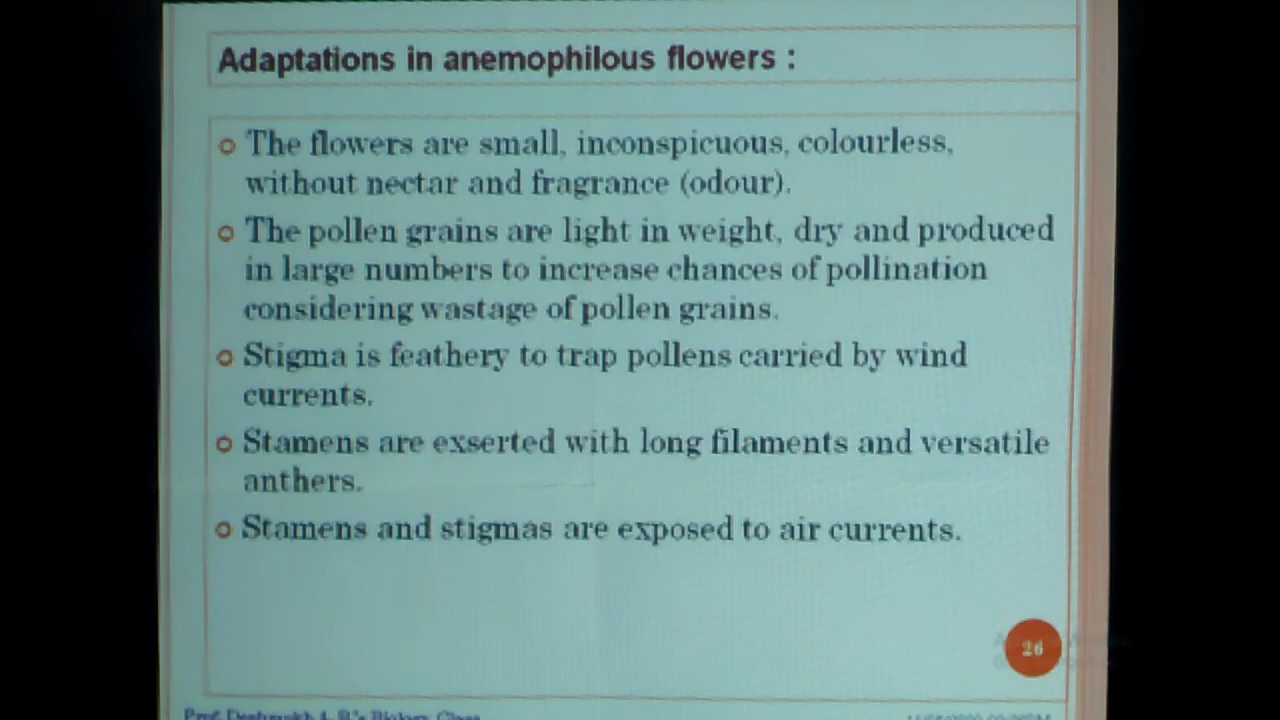 Adaptations in anemophilous flowers :
The flowers are small, inconspicuous, colourless,
without nectar and fragrance (odour).
The pollen grains are light in weight, dry and produced
in large numbers to increase chances of pollination
considering wastage of pollen grains.
Stigma is feathery to trap pollens carried by wind
currents.
Stamens are exserted with long filaments and versatile
anthers.
Stamens and stigmas are exposed to air currents.
26
Biology Class